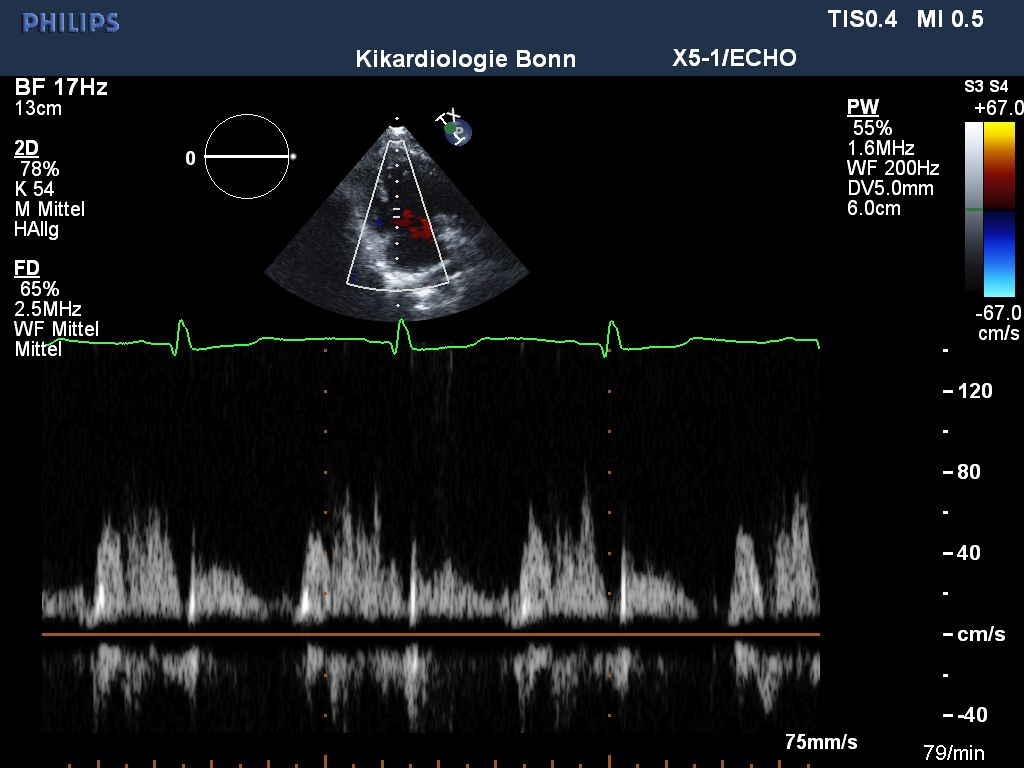 PHILIPS
TIS0.4 MI 0.5
Kikardiologie Bonn X5-1/ECHO
BF 17Hz
13cm
2D
78%
K 54
M Mittel
HAllg
FD
65%
2.5MHz
WF Mittel
Mittel
0
P
PW
55%
1.6MHz
WF 200Hz
DV5.0mm
6.0cm
S3 S4
+67.0
-67.0
cm/s
120
80
40
cm/s
-40
75mm/s
79/min